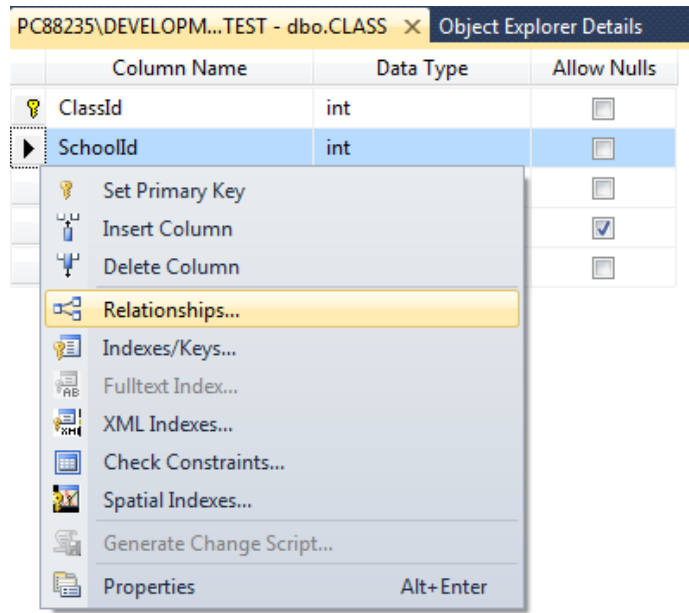 PC88235\DEVELOPM...TEST - dbo.CLASS Object Explorer Details
Column Name Data Type Allow Nulls
ClassId int
SchoolId int
Set Primary Key
Insert Column
Delete Column
Relationships...
Indexes/Keys...
Fulltext Index...
XML Indexes...
Check Constraints...
Spatial Indexes...
Generate Change Script...
Properties Alt+Enter